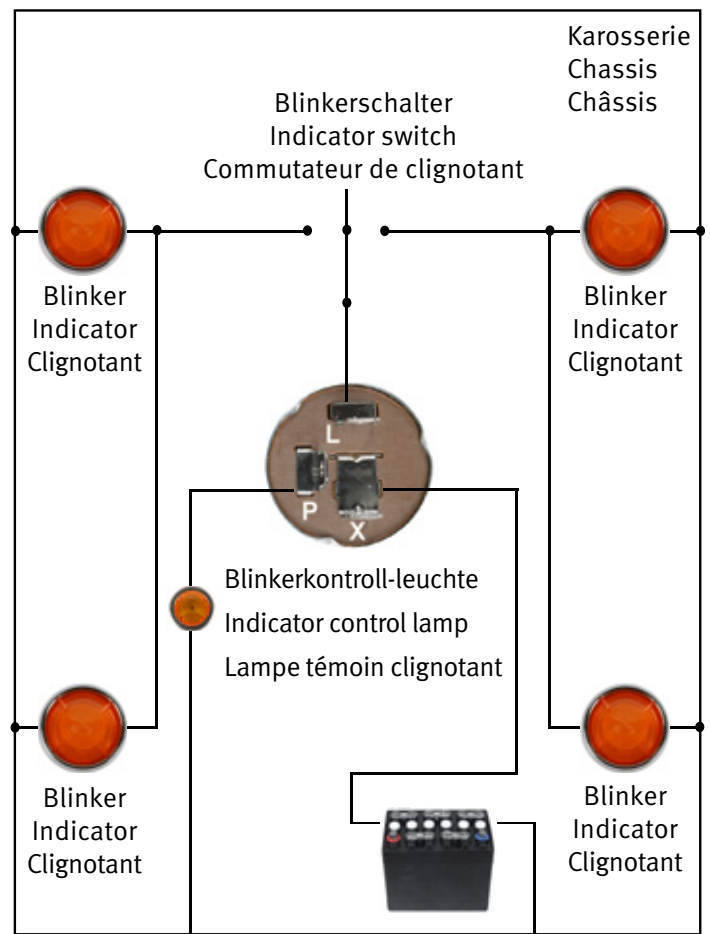 Karosserie
Chassis
Châssis
Blinkerschalter
Indicator switch
Commutateur de clignotant
Blinker
Indicator
Clignotant
Blinker
Indicator
Clignotant
L
P
X
Blinkerkontroll-leuchte
Indicator control lamp
Lampe témoin clignotant
Blinker
Indicator
Clignotant
Blinker
Indicator
Clignotant